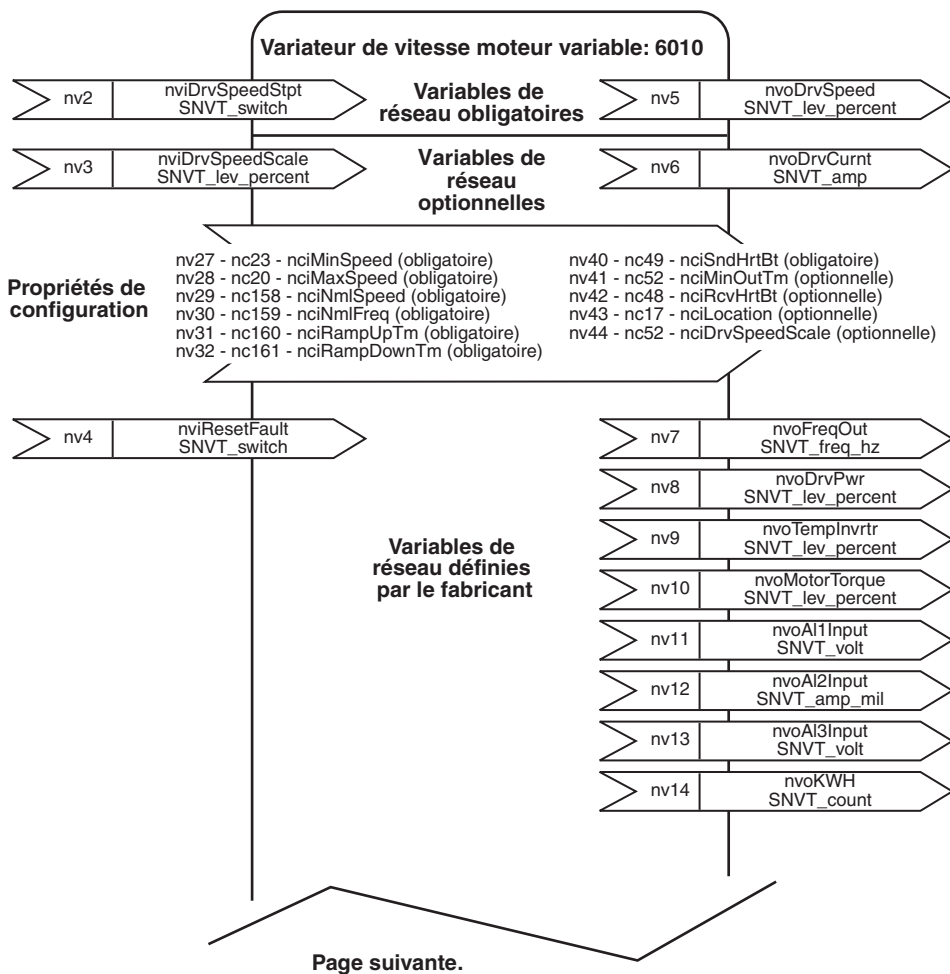 Variateur de vitesse moteur variable: 6010
nv2
nviDrvSpeedStpt
SNVT_switch
Variables de
réseau obligatoires
nv5
nvoDrvSpeed
SNVT_lev_percent
nv3
nviDrvSpeedScale
SNVT_lev_percent
Variables de
réseau
optionnelles
nv6
nvoDrvCurnt
SNVT_amp
Propriétés de
configuration
nv27 - nc23 - nciMinSpeed (obligatoire)
nv28 - nc20 - nciMaxSpeed (obligatoire)
nv29 - nc158 - nciNmlSpeed (obligatoire)
nv30 - nc159 - nciNmlFreq (obligatoire)
nv31 - nc160 - nciRampUpTm (obligatoire)
nv32 - nc161 - nciRampDownTm (obligatoire)
nv40 - nc49 - nciSndHrtBt (obligatoire)
nv41 - nc52 - nciMinOutTm (optionnelle)
nv42 - nc48 - nciRcvHrtBt (optionnelle)
nv43 - nc17 - nciLocation (optionnelle)
nv44 - nc52 - nciDrvSpeedScale (optionnelle)
nv4
nviResetFault
SNVT_switch
nv7
nvoFreqOut
SNVT_freq_hz
nv8
nvoDrvPwr
SNVT_lev_percent
nv9
nvoTempInvrtr
SNVT_lev_percent
Variables de
réseau définies
par le fabricant
nv10
nvoMotorTorque
SNVT_lev_percent
nv11
nvoAl1Input
SNVT_volt
nv12
nvoAl2Input
SNVT_amp_mil
nv13
nvoAl3Input
SNVT_volt
nv14
nvoKWH
SNVT_count
Page suivante.